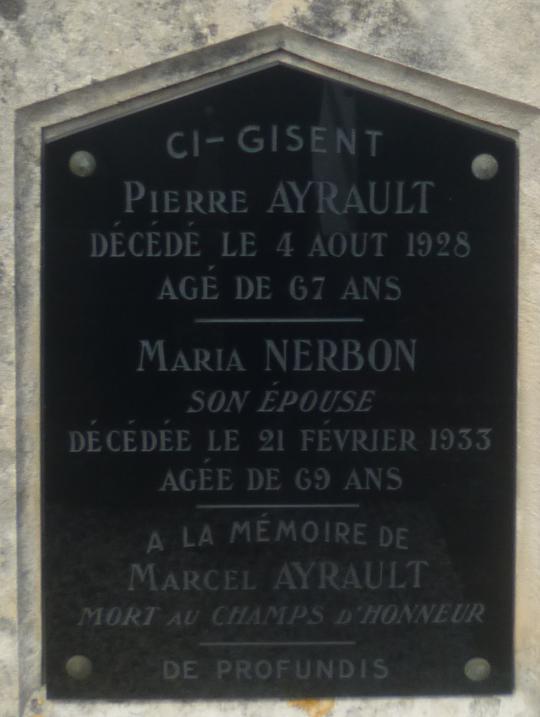 CI-GISENT
PIERRE AYRAULT
DÉCÉDÉ LE 4 AOUT 1928
AGÉ DE 67 ANS
MARIA NERBON
SON ÉPOUSE
DÉCÉDÉE LE 21 FÉVRIER 1933
AGÉE DE 69 ANS
A LA MÉMOIRE DE
MARCEL AYRAULT
MORT AU CHAMPS D'HONNEUR
DE PROFUNDIS